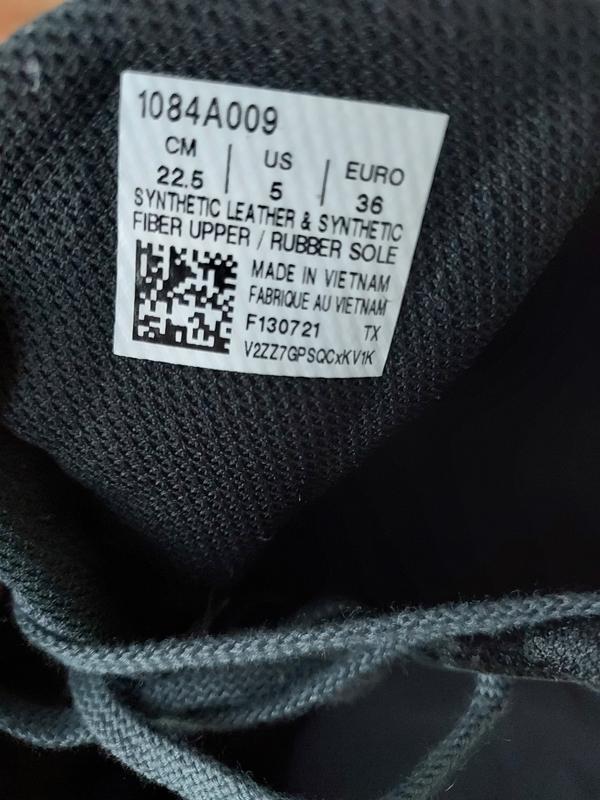 1084A009
CM | US | EURO
22.5 | 5 | 36
SYNTHETIC LEATHER & SYNTHETIC
FIBER UPPER / RUBBER SOLE
MADE IN VIETNAM
FABRIQUE AU VIETNAM
F130721 TX
V2ZZ7GPSQCxKV1K